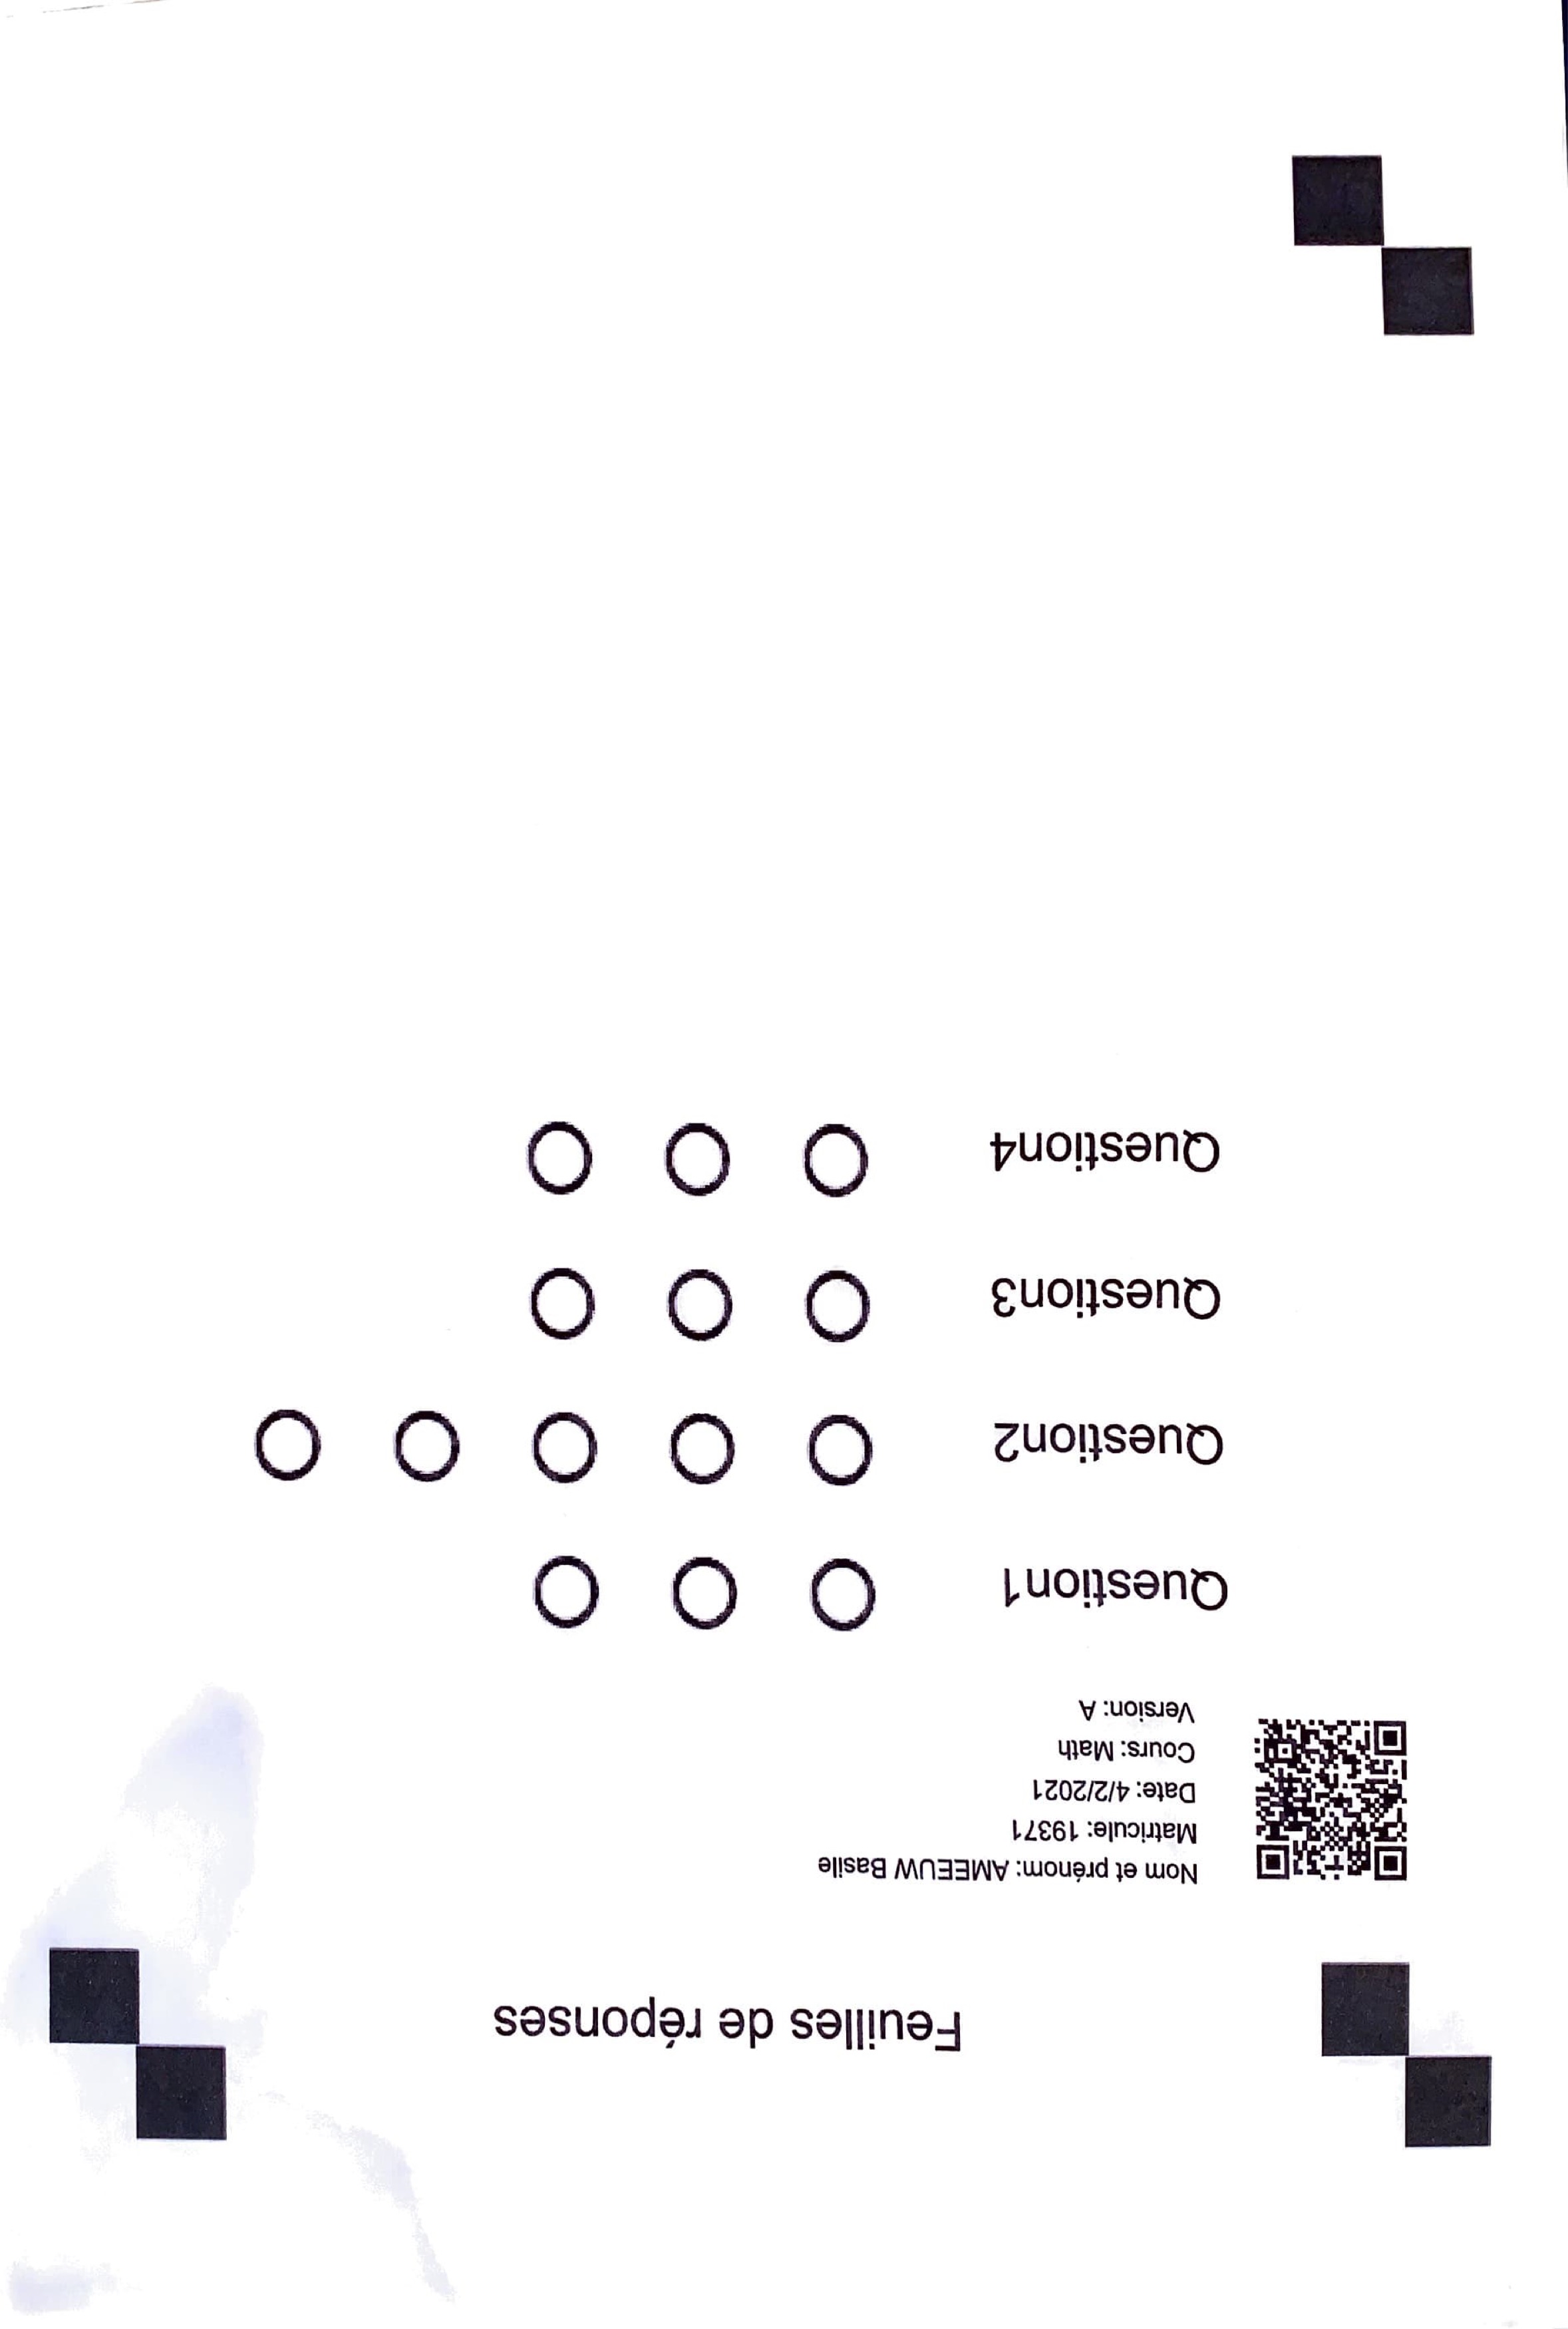 Feuilles de réponses
Nom et prénom: AMEEUW Basile
Matricule: 19371
Date: 4/2/2021
Cours: Math
Version: A
Question1
Question2
Question3
Question4